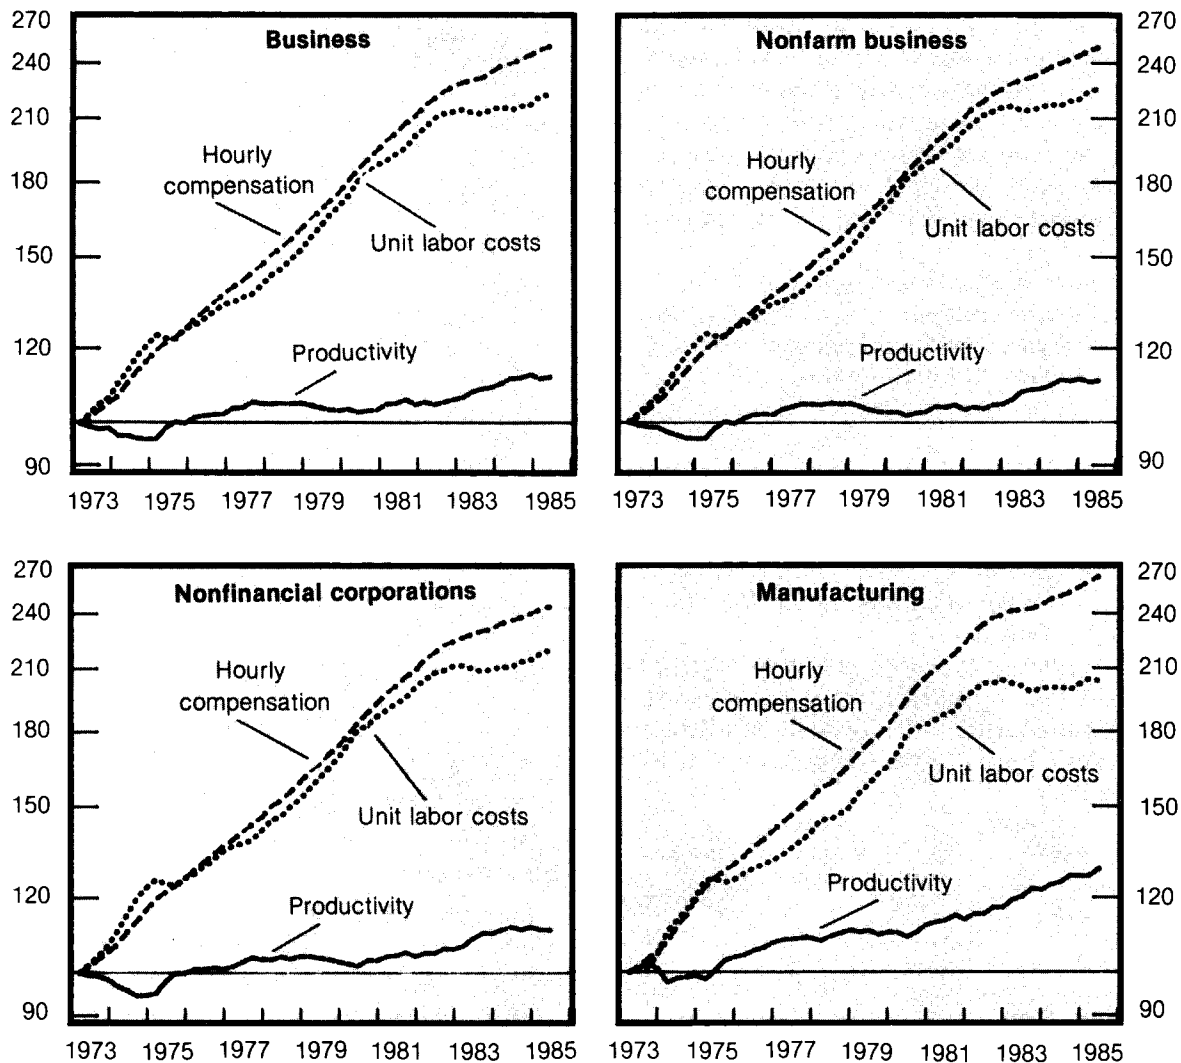 270
240
210
180
150
120
90
Business
Hourly
compensation
Unit labor costs
Productivity
1973 1975 1977 1979 1981 1983 1985
Nonfarm business
Hourly
compensation
Unit labor costs
Productivity
270
240
210
180
150
120
90
1973 1975 1977 1979 1981 1983 1985
270
240
210
180
150
120
90
Nonfinancial corporations
Hourly
compensation
Unit labor costs
Productivity
1973 1975 1977 1979 1981 1983 1985
Manufacturing
Hourly
compensation
Unit labor costs
Productivity
270
240
210
180
150
120
90
1973 1975 1977 1979 1981 1983 1985